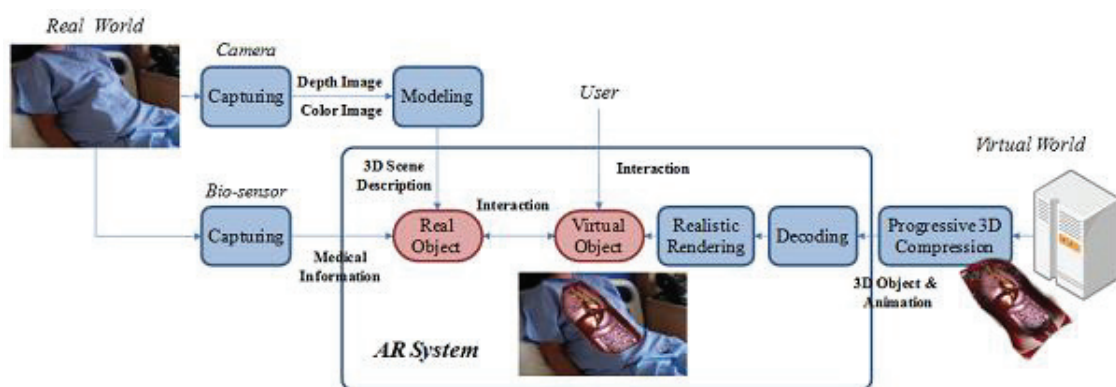 Real World
Camera
Capturing
Depth Image
Color Image
Modeling
User
Virtual World
3D Scene
Description
Interaction
Bio-sensor
Capturing
Medical
Information
Real
Object
Interaction
Virtual
Object
Realistic
Rendering
Decoding
Progressive 3D
Compression
3D Object &
Animation
AR System